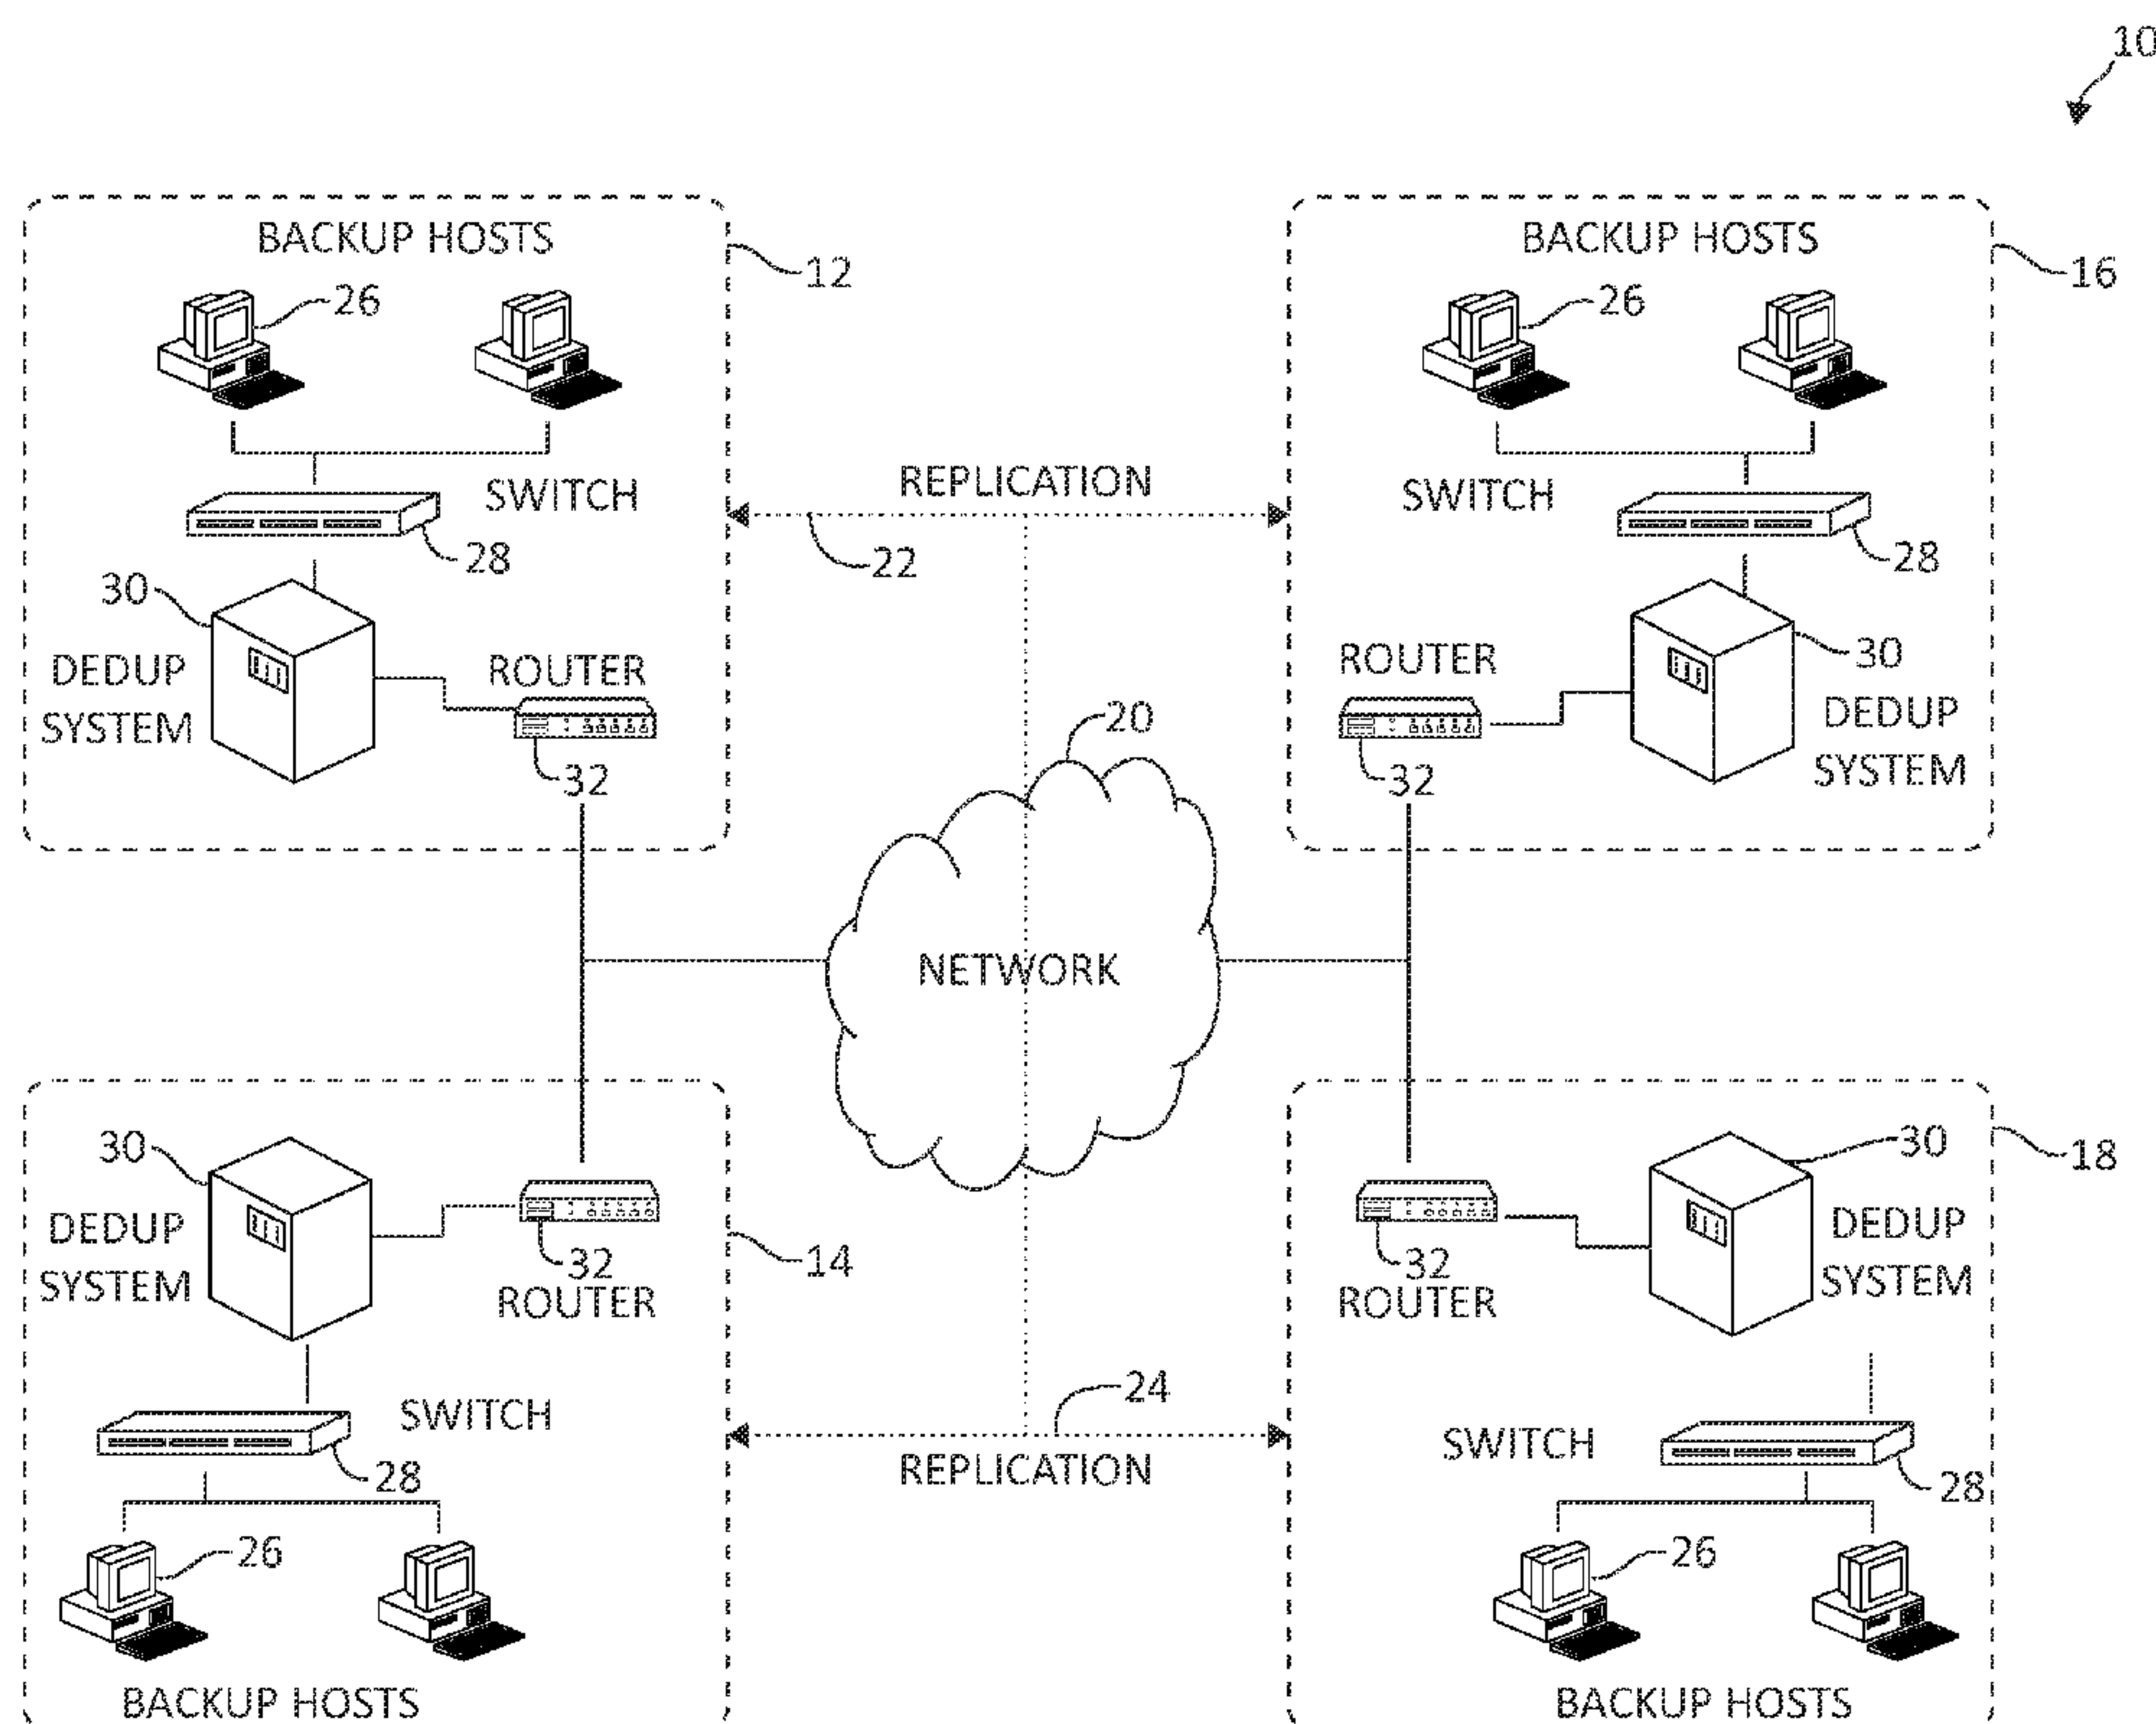 10
BACKUP HOSTS
12
26
SWITCH
28
30
DEDUP
SYSTEM
ROUTER
32
REPLICATION
22
BACKUP HOSTS
16
26
SWITCH
28
ROUTER
30
32
DEDUP
SYSTEM
20
NETWORK
30
DEDUP
SYSTEM
32
ROUTER
14
SWITCH
28
26
BACKUP HOSTS
24
REPLICATION
30
18
DEDUP
SYSTEM
32
ROUTER
SWITCH
28
26
BACKUP HOSTS